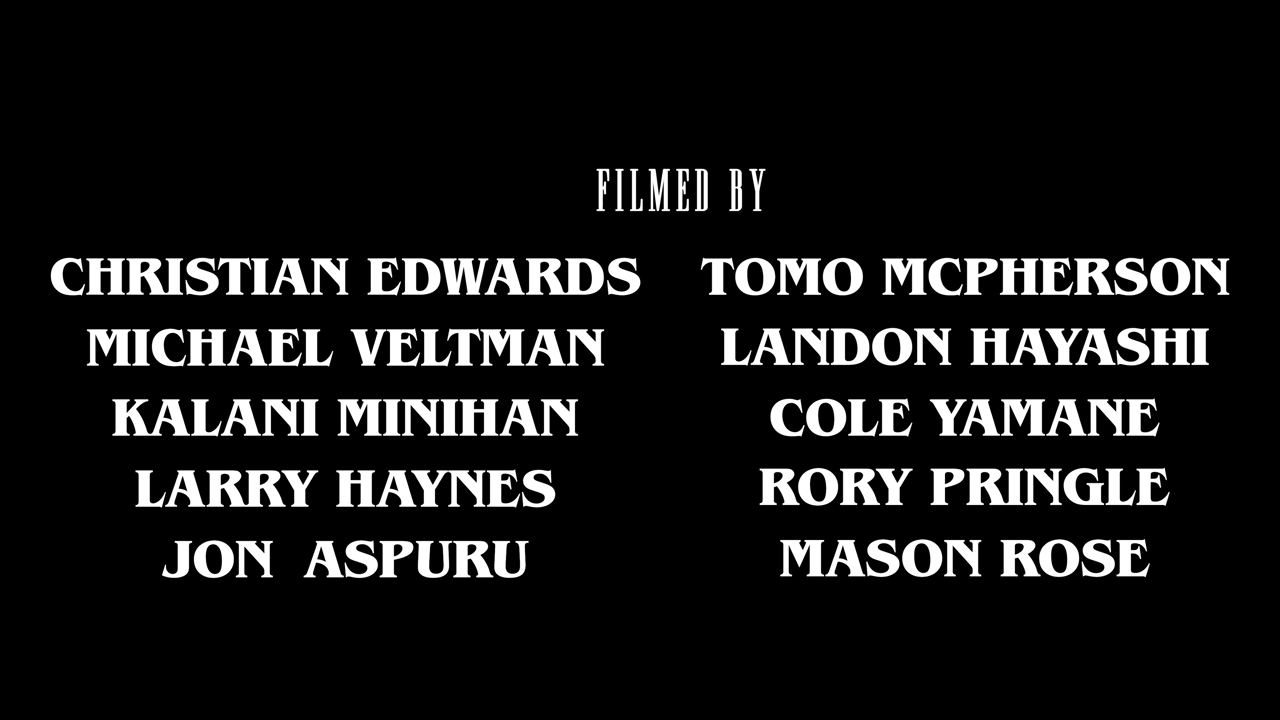 FILMED BY
CHRISTIAN EDWARDS
MICHAEL VELTMAN
KALANI MINIHAN
LARRY HAYNES
JON ASPURU
TOMO MCPHERSON
LANDON HAYASHI
COLE YAMANE
RORY PRINGLE
MASON ROSE